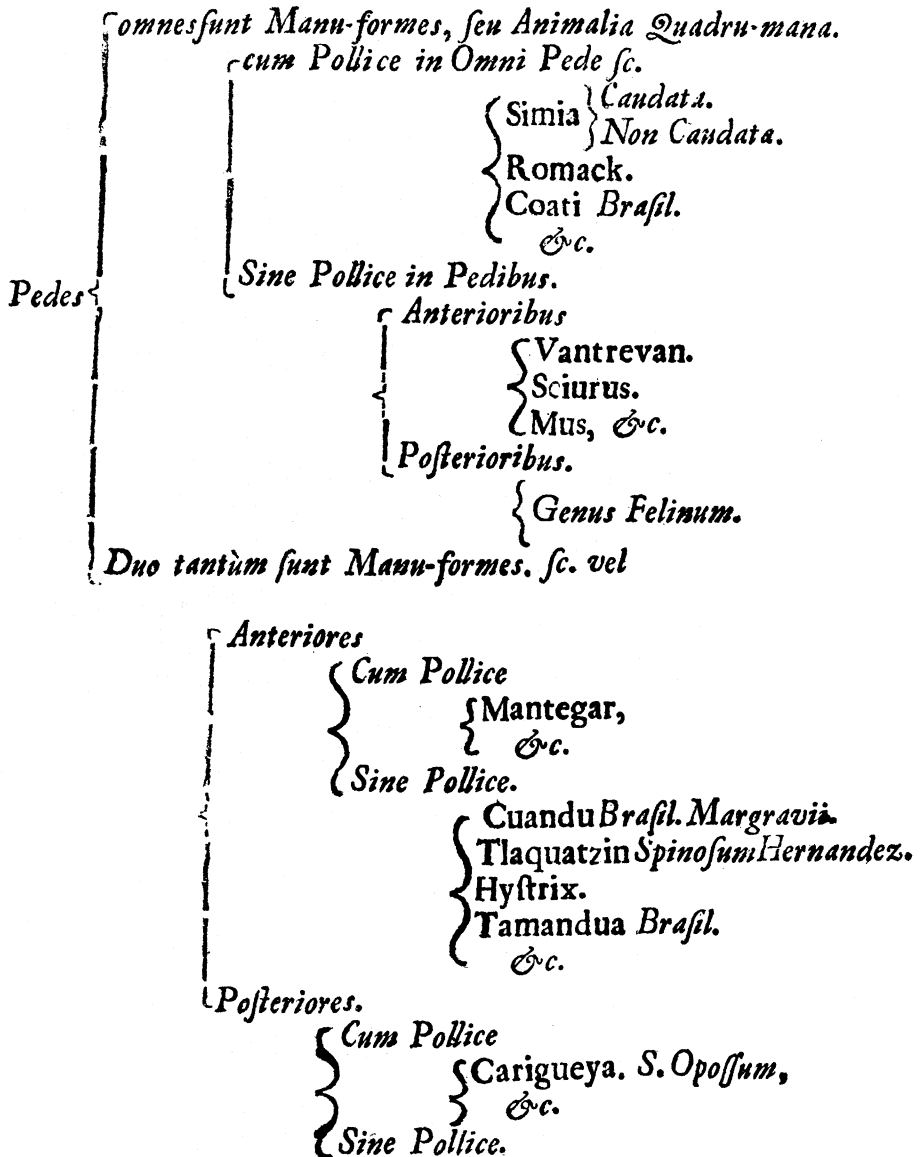 omnes ſunt Manu-formes, ſeu Animalia Quadru-mana.
cum Pollice in Omni Pede ſc.
Simia
Caudata.
Non Caudata.
Romack.
Coati Braſil.
&c.
Sine Pollice in Pedibus.
Pedes
Anterioribus
Vantrevan.
Sciurus.
Mus, &c.
Poſterioribus.
Genus Felinum.
Duo tantùm ſunt Manu-formes. ſc. vel
Anteriores
Cum Pollice
Mantegar,
&c.
Sine Pollice.
Cuandu Braſil. Margravii.
Tlaquatzin Spinoſum Hernandez.
Hyſtrix.
Tamandua Braſil.
&c.
Poſteriores.
Cum Pollice
Carigueya. S. Opoſſum,
&c.
Sine Pollice.